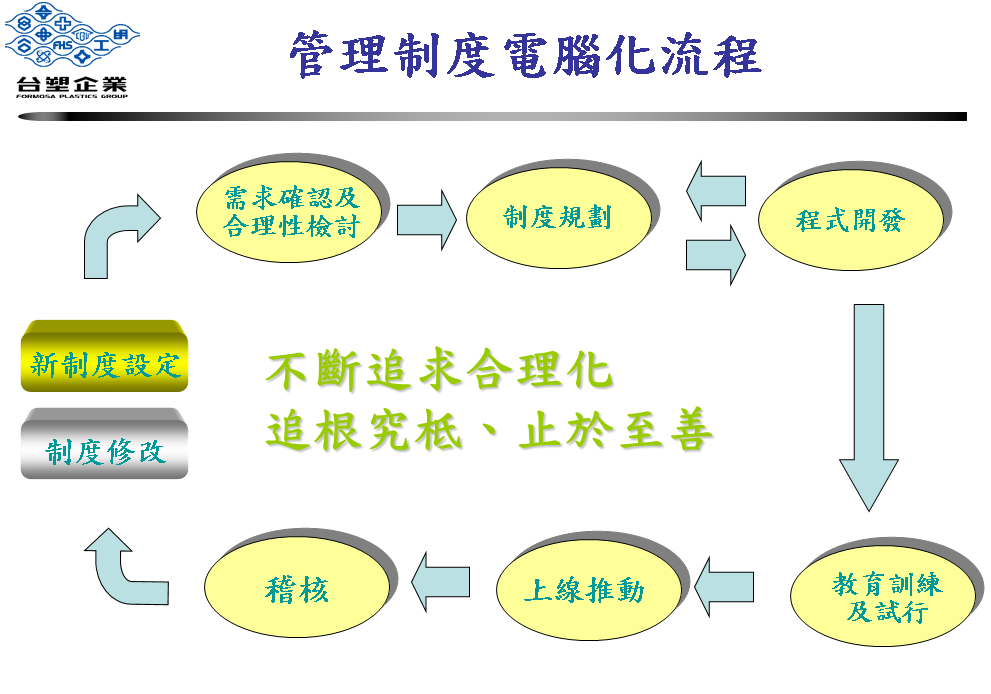 台塑企業
FORMOSA PLASTICS GROUP
管理制度電腦化流程
需求確認及
合理性檢討
制度規劃
程式開發
新制度設定
制度修改
不斷追求合理化
追根究柢、止於至善
稽核
上線推動
教育訓練
及試行